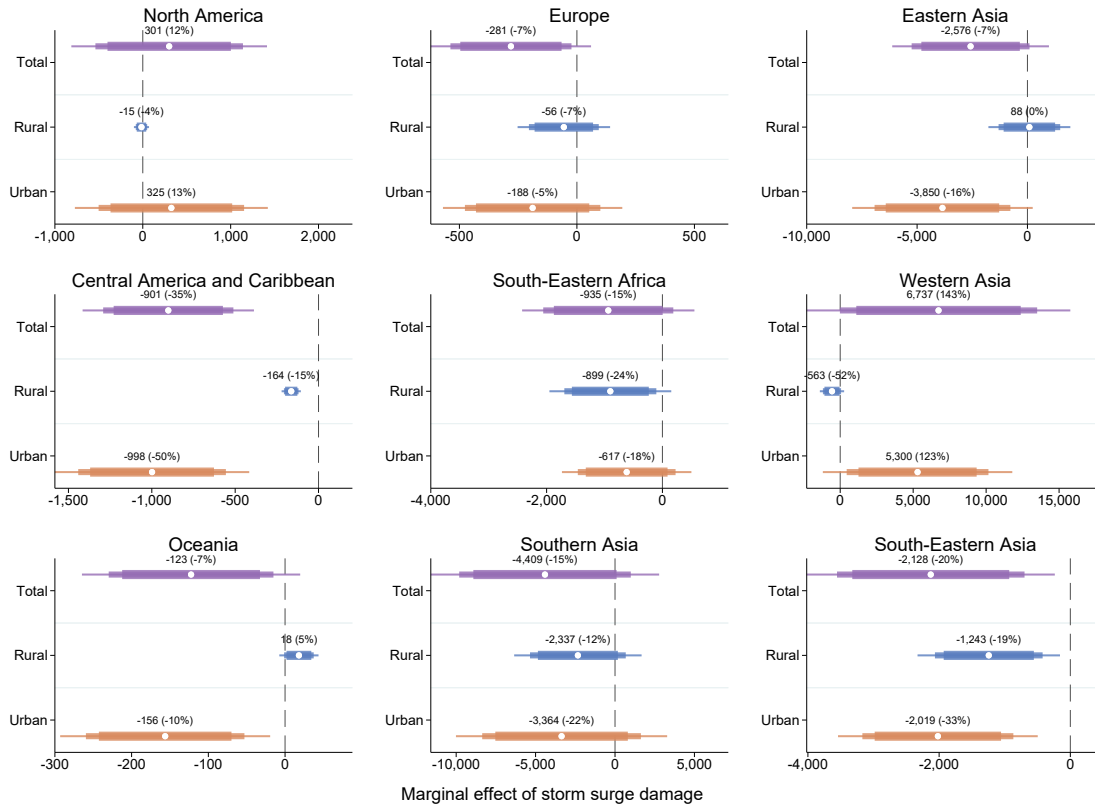 North America
301 (12%)
Total
-15 (-4%)
Rural
325 (13%)
Urban
-1,000 0 1,000 2,000
Europe
-281 (-7%)
-56 (-7%)
-188 (-5%)
-500 0 500
Eastern Asia
-2,576 (-7%)
Total
88 (0%)
Rural
-3,850 (-16%)
Urban
-10,000 -5,000 0
Central America and Caribbean
-901 (-35%)
Total
-164 (-15%)
Rural
-998 (-50%)
Urban
-1,500 -1,000 -500 0
South-Eastern Africa
-935 (-15%)
Total
-899 (-24%)
Rural
-617 (-18%)
Urban
-4,000 -2,000 0
Western Asia
6,737 (143%)
Total
-563 (-52%)
Rural
5,300 (123%)
Urban
0 5,000 10,000 15,000
Oceania
-123 (-7%)
Total
18 (5%)
Rural
-156 (-10%)
Urban
-300 -200 -100 0
Southern Asia
-4,409 (-15%)
-2,337 (-12%)
-3,364 (-22%)
-10,000 -5,000 0 5,000
South-Eastern Asia
-2,128 (-20%)
Total
-1,243 (-19%)
Rural
-2,019 (-33%)
Urban
-4,000 -2,000 0
Marginal effect of storm surge damage